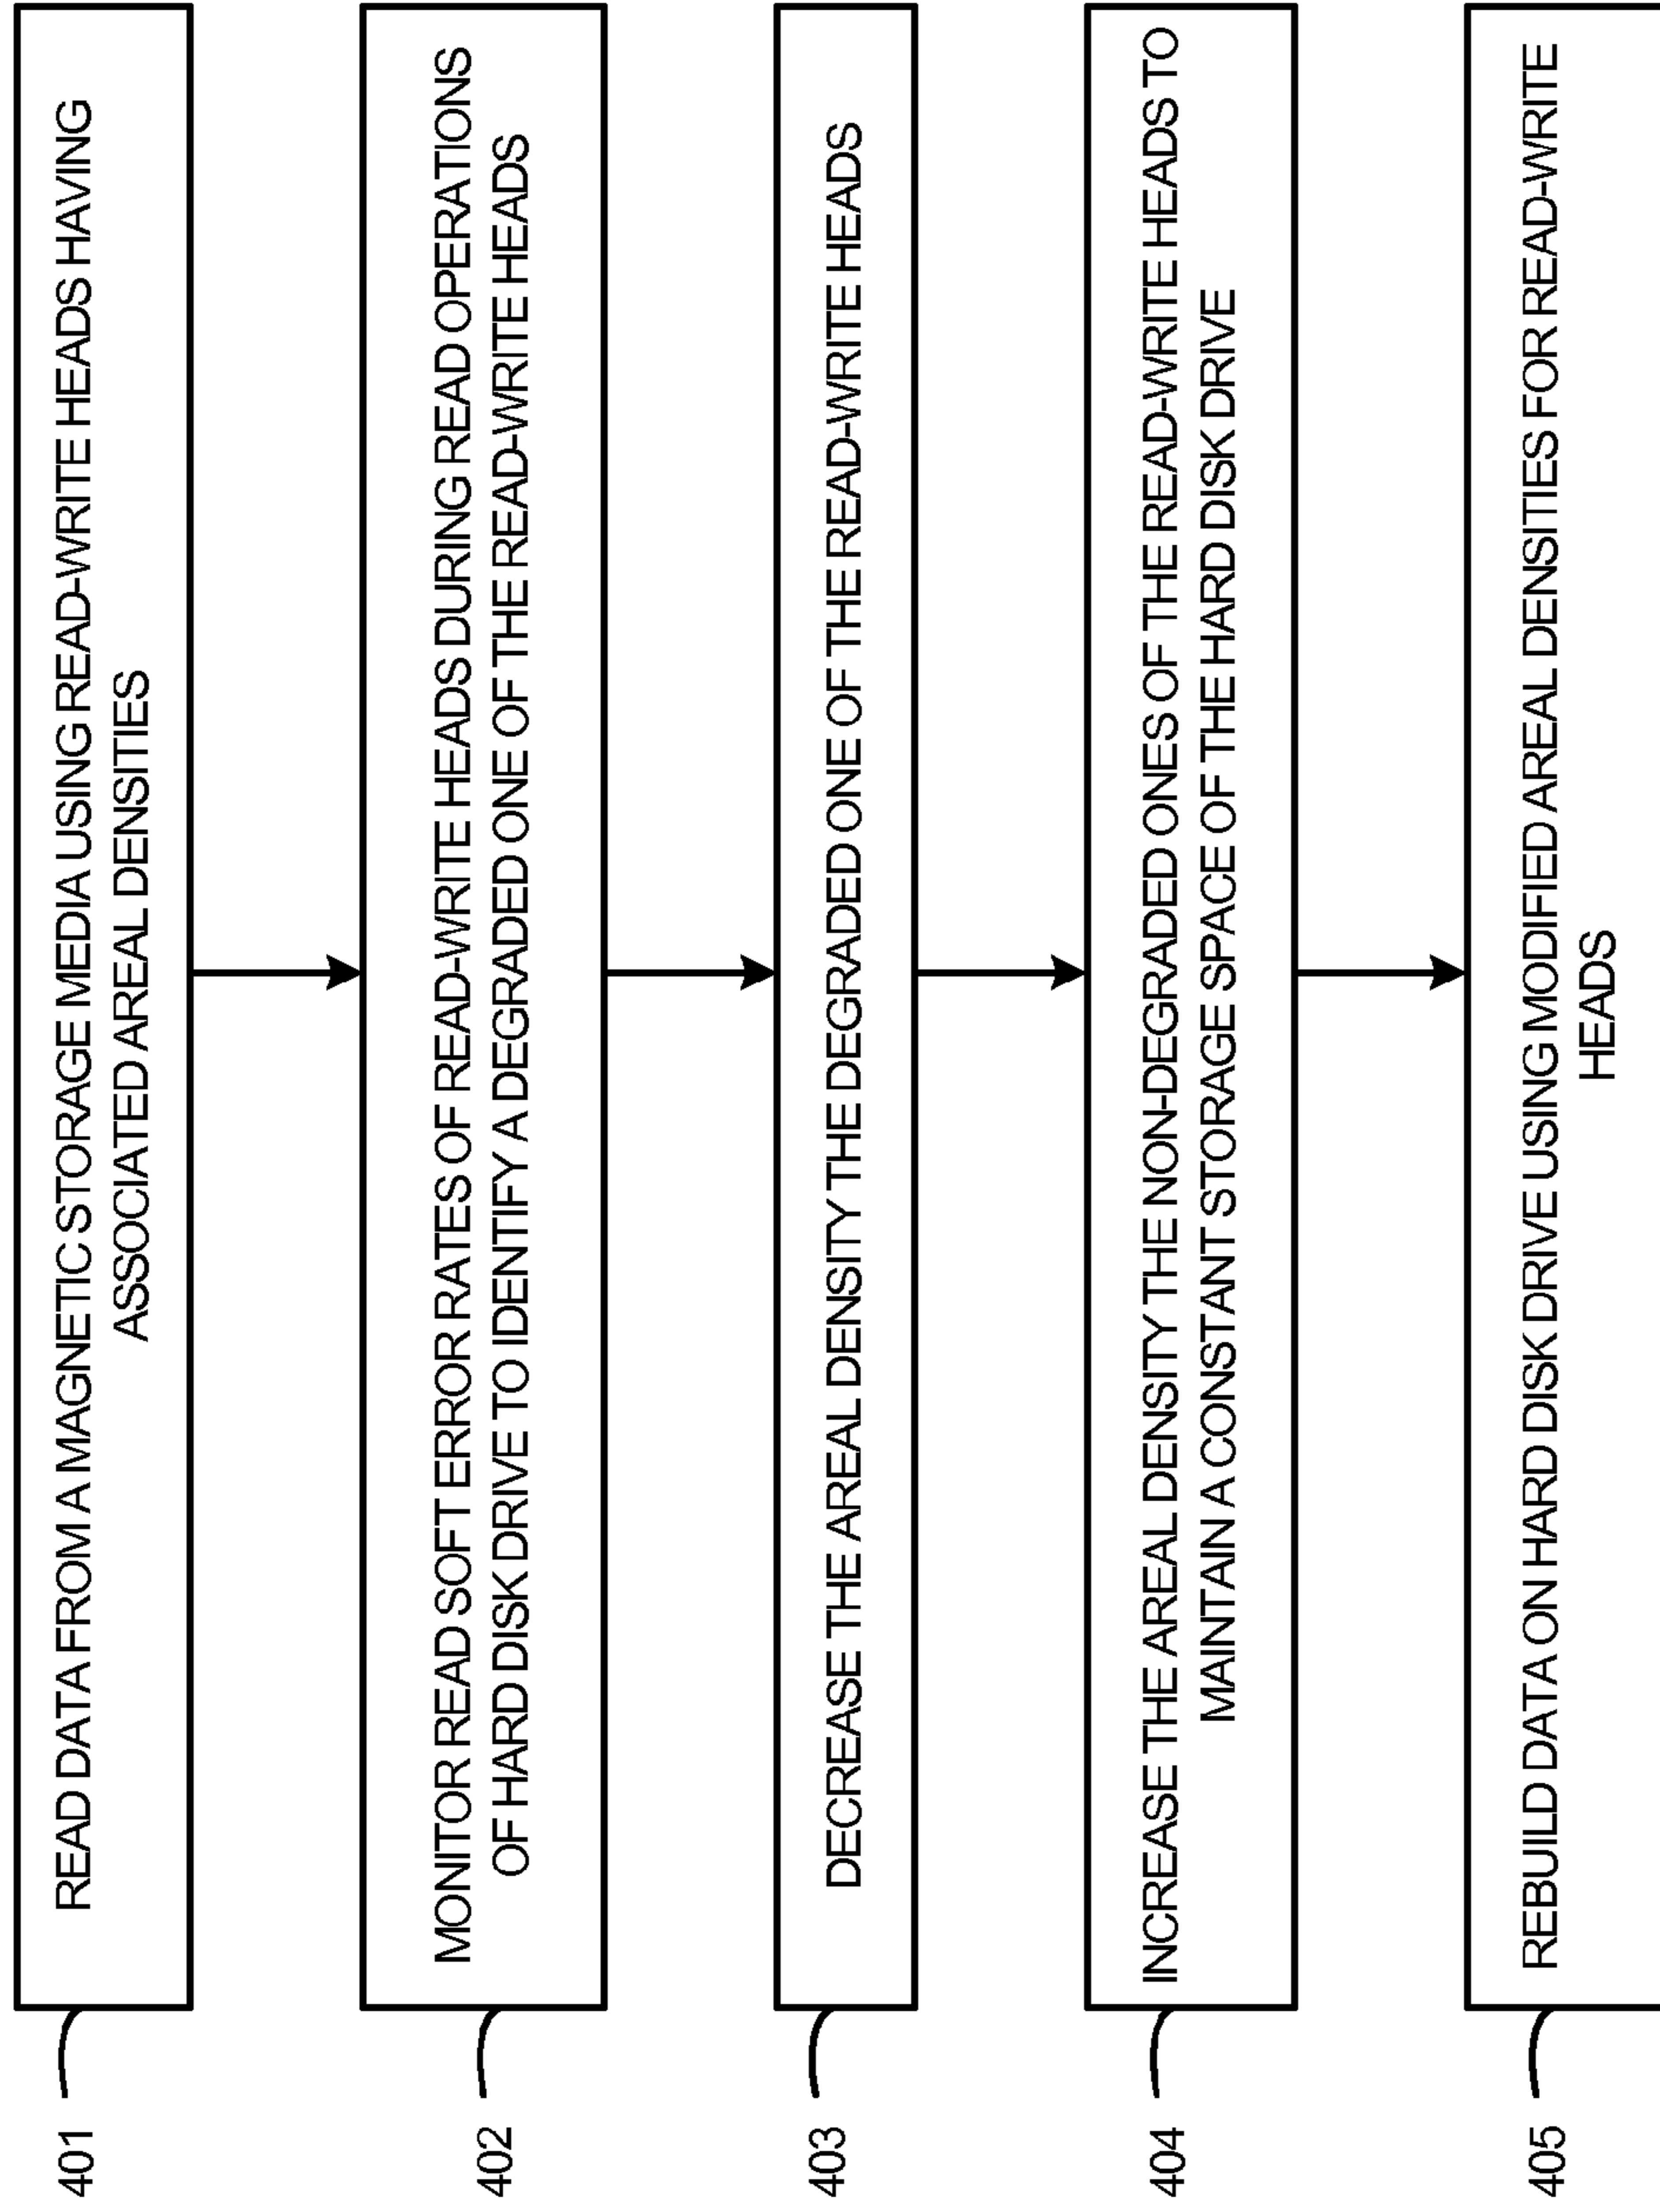 401
READ DATA FROM A MAGNETIC STORAGE MEDIA USING READ-WRITE HEADS HAVING
ASSOCIATED AREAL DENSITIES
402
MONITOR READ SOFT ERROR RATES OF READ-WRITE HEADS DURING READ OPERATIONS
OF HARD DISK DRIVE TO IDENTIFY A DEGRADED ONE OF THE READ-WRITE HEADS
403
DECREASE THE AREAL DENSITY THE DEGRADED ONE OF THE READ-WRITE HEADS
404
INCREASE THE AREAL DENSITY THE NON-DEGRADED ONES OF THE READ-WRITE HEADS TO
MAINTAIN A CONSTANT STORAGE SPACE OF THE HARD DISK DRIVE
405
REBUILD DATA ON HARD DISK DRIVE USING MODIFIED AREAL DENSITIES FOR READ-WRITE
HEADS